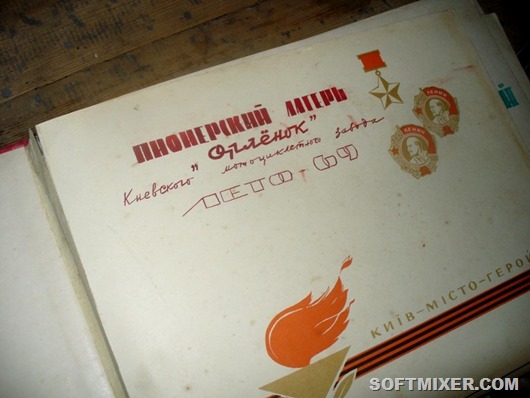 ПИОНЕРСКИЙ ЛАГЕРЬ
"Орлёнок"
Киевского мотоциклетного завода
ЛЕТО-69
ЛЕНИН
ЛЕНИН
КИЇВ–МІСТО-ГЕРОЙ
SOFTMIXER.COM